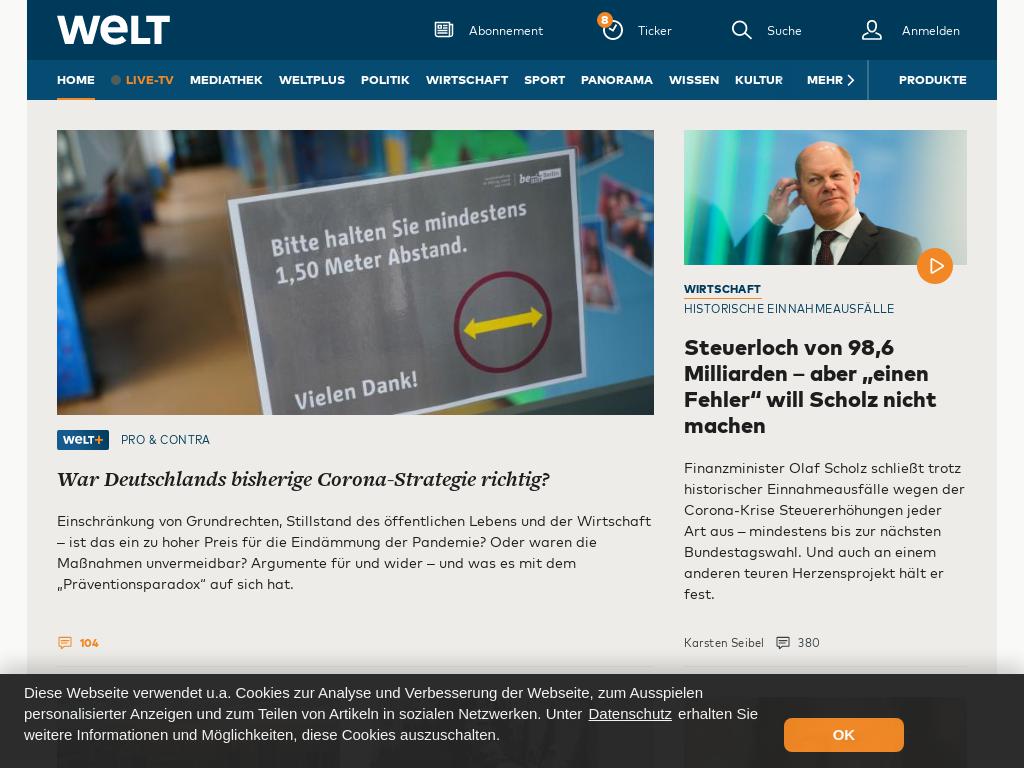 WELT
Abonnement
8
Ticker
Suche
Anmelden
HOME
LIVE-TV
MEDIATHEK
WELTPLUS
POLITIK
WIRTSCHAFT
SPORT
PANORAMA
WISSEN
KULTUR
MEHR
PRODUKTE
Bitte halten Sie mindestens
1,50 Meter Abstand.
Vielen Dank!
WELT+ PRO & CONTRA
War Deutschlands bisherige Corona-Strategie richtig?
Einschränkung von Grundrechten, Stillstand des öffentlichen Lebens und der Wirtschaft
– ist das ein zu hoher Preis für die Eindämmung der Pandemie? Oder waren die
Maßnahmen unvermeidbar? Argumente für und wider – und was es mit dem
„Präventionsparadox“ auf sich hat.
104
WIRTSCHAFT
HISTORISCHE EINNAHMEAUSFÄLLE
Steuerloch von 98,6
Milliarden – aber „einen
Fehler“ will Scholz nicht
machen
Finanzminister Olaf Scholz schließt trotz
historischer Einnahmeausfälle wegen der
Corona-Krise Steuererhöhungen jeder
Art aus – mindestens bis zur nächsten
Bundestagswahl. Und auch an einem
anderen teuren Herzensprojekt hält er
fest.
Karsten Seibel 380
Diese Webseite verwendet u.a. Cookies zur Analyse und Verbesserung der Webseite, zum Ausspielen
personalisierter Anzeigen und zum Teilen von Artikeln in sozialen Netzwerken. Unter Datenschutz erhalten Sie
weitere Informationen und Möglichkeiten, diese Cookies auszuschalten.
OK